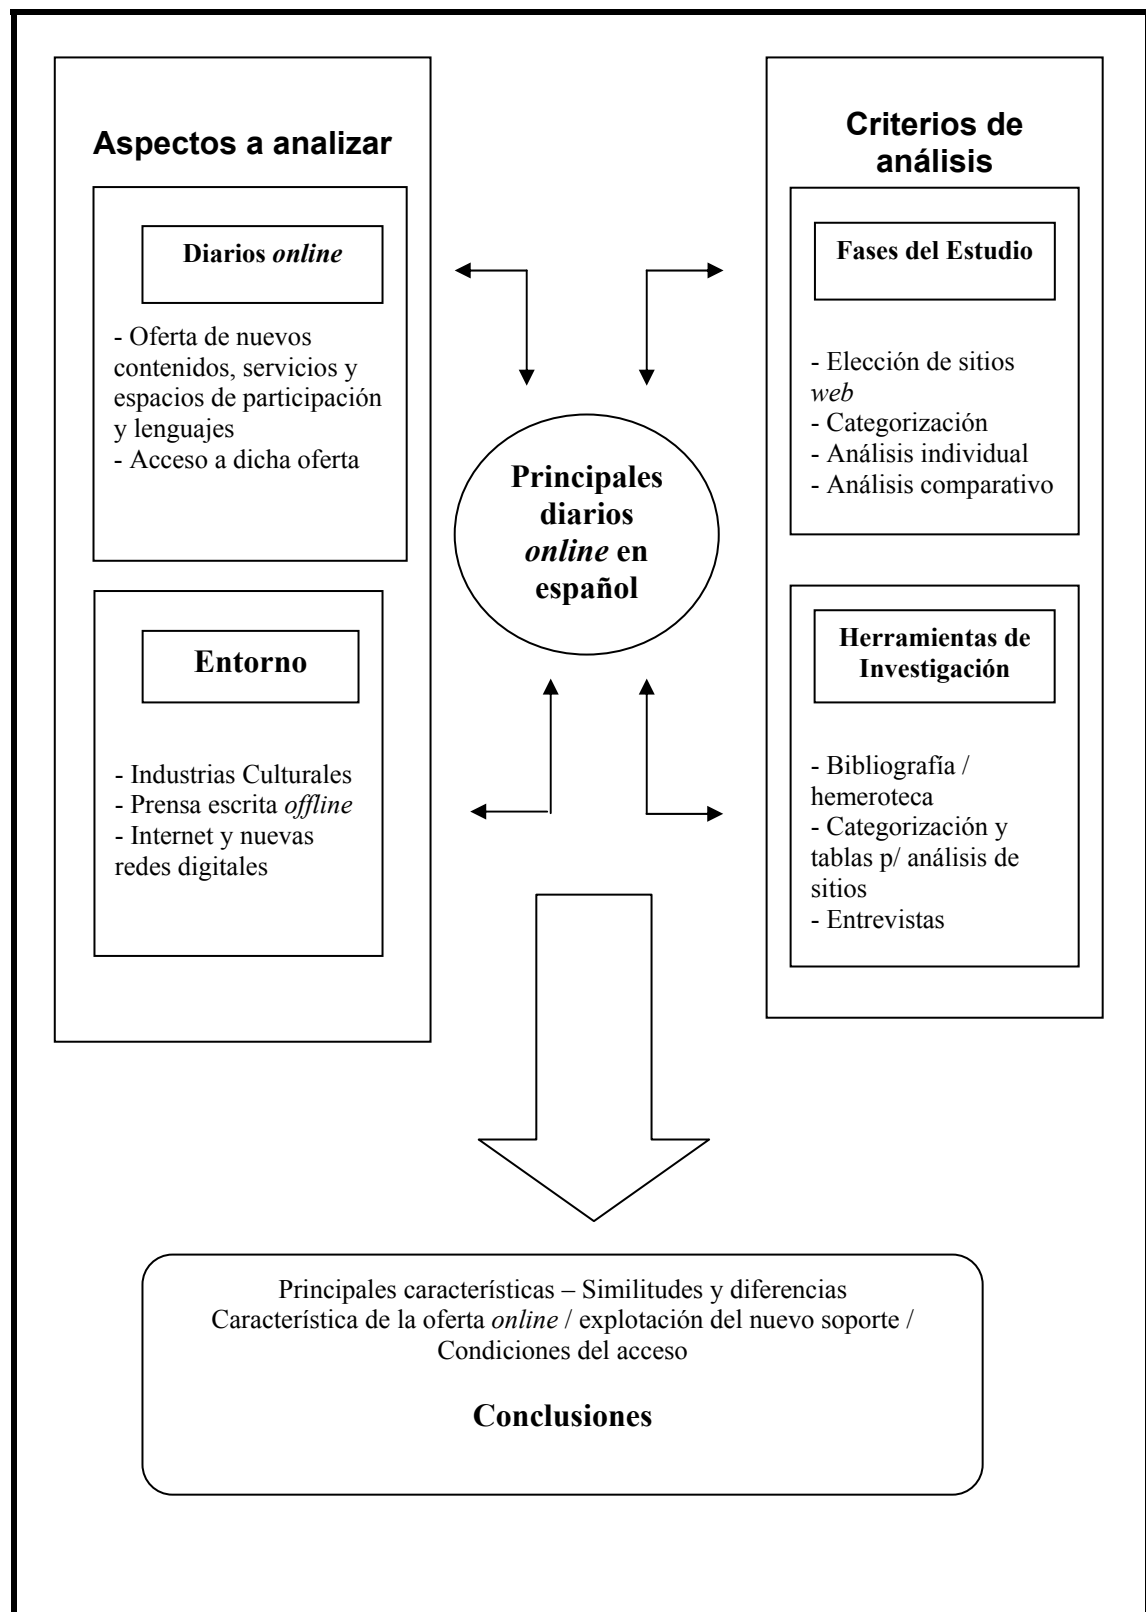 Aspectos a analizar
Diarios online
- Oferta de nuevos
contenidos, servicios y
espacios de participación
y lenguajes
- Acceso a dicha oferta
Entorno
- Industrias Culturales
- Prensa escrita offline
- Internet y nuevas
redes digitales
Principales
diarios
online en
español
Criterios de
análisis
Fases del Estudio
- Elección de sitios
web
- Categorización
- Análisis individual
- Análisis comparativo
Herramientas de
Investigación
- Bibliografía /
hemeroteca
- Categorización y
tablas p/ análisis de
sitios
- Entrevistas
Principales características – Similitudes y diferencias
Característica de la oferta online / explotación del nuevo soporte /
Condiciones del acceso
Conclusiones